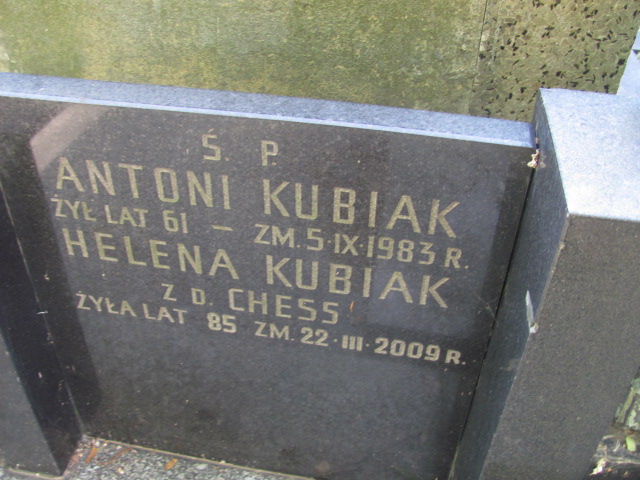 Ś. P.
ANTONI KUBIAK
ŻYŁ LAT 61 – ZM. 5·IX·1983 R.
HELENA KUBIAK
Z D. CHESS
ŻYŁA LAT 85 ZM. 22·III·2009 R.